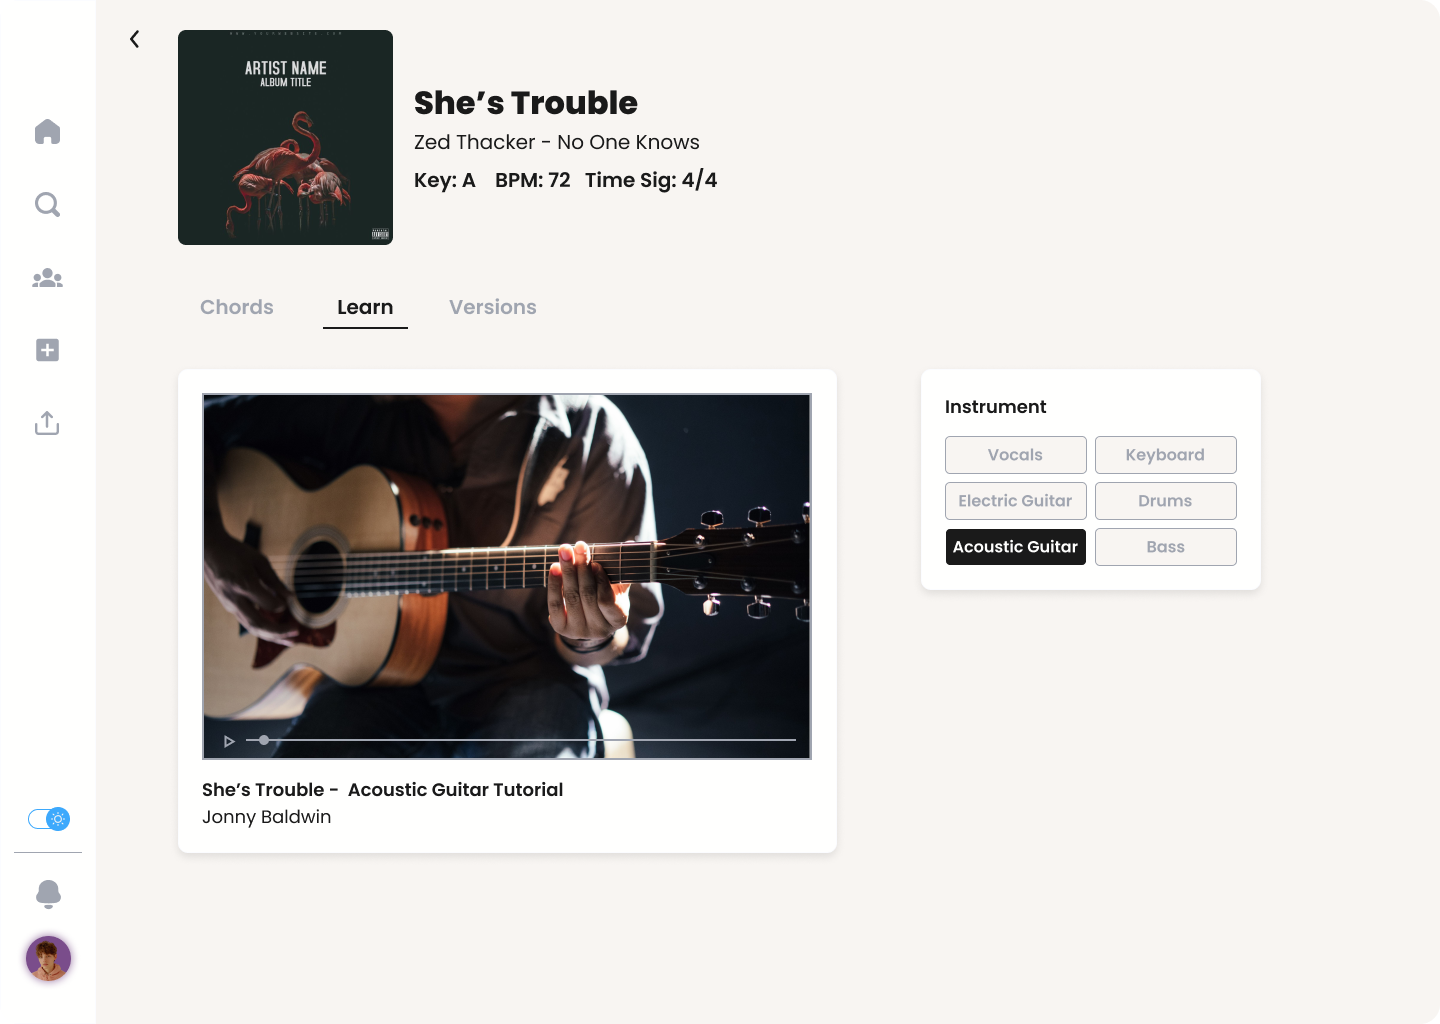 ARTIST NAME
ALBUM TITLE
She’s Trouble
Zed Thacker - No One Knows
Key: A BPM: 72 Time Sig: 4/4
Chords Learn Versions
She’s Trouble - Acoustic Guitar Tutorial
Jonny Baldwin
Instrument
Vocals Keyboard
Electric Guitar Drums
Acoustic Guitar Bass